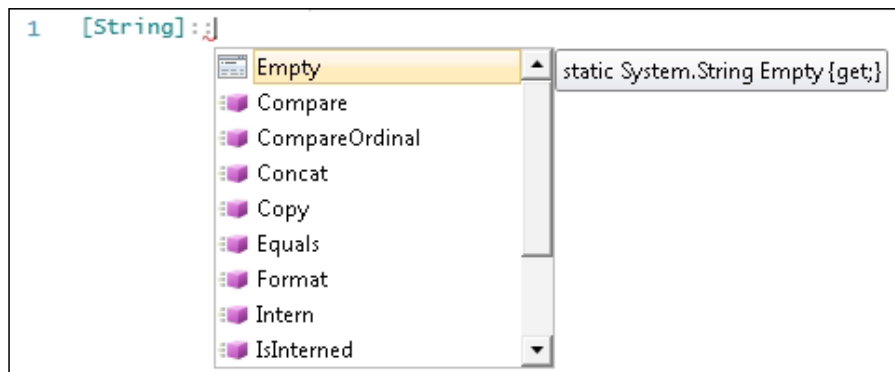 1 [String]::
Empty
static System.String Empty {get;}
Compare
CompareOrdinal
Concat
Copy
Equals
Format
Intern
IsInterned